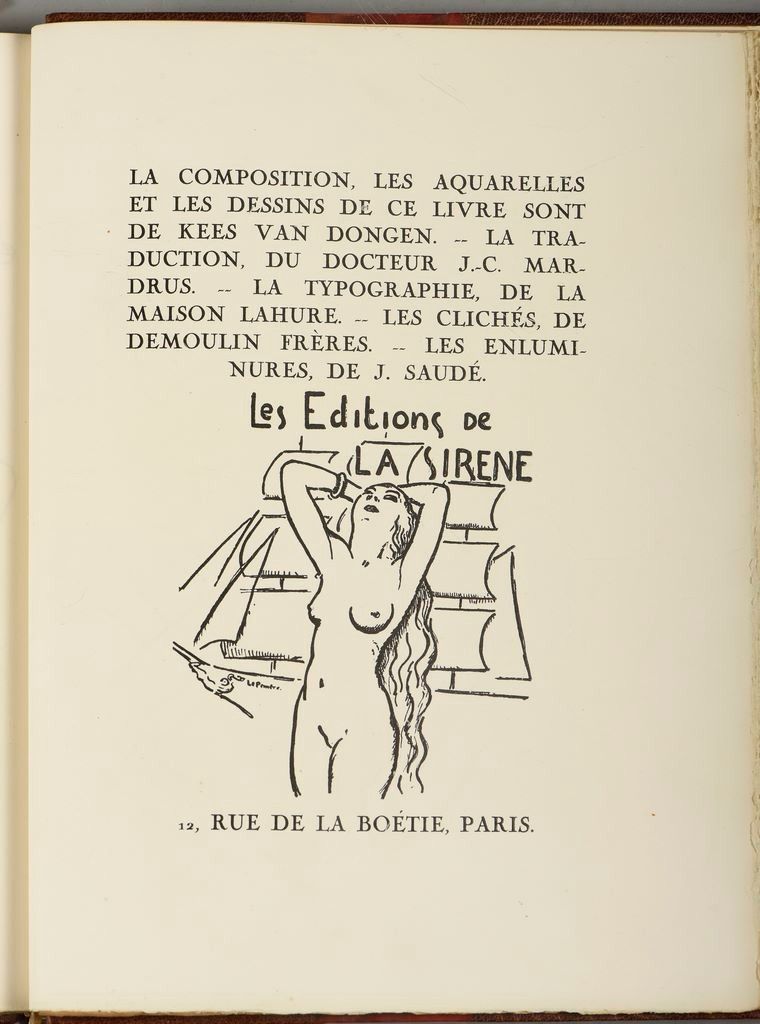 LA COMPOSITION, LES AQUARELLES
ET LES DESSINS DE CE LIVRE SONT
DE KEES VAN DONGEN. -- LA TRA-
DUCTION, DU DOCTEUR J.-C. MAR-
DRUS. -- LA TYPOGRAPHIE, DE LA
MAISON LAHURE. -- LES CLICHÉS, DE
DEMOULIN FRÈRES. -- LES ENLUMI-
NURES, DE J. SAUDÉ.
Les Editions DE
LA SIRENE
12, RUE DE LA BOÉTIE, PARIS.